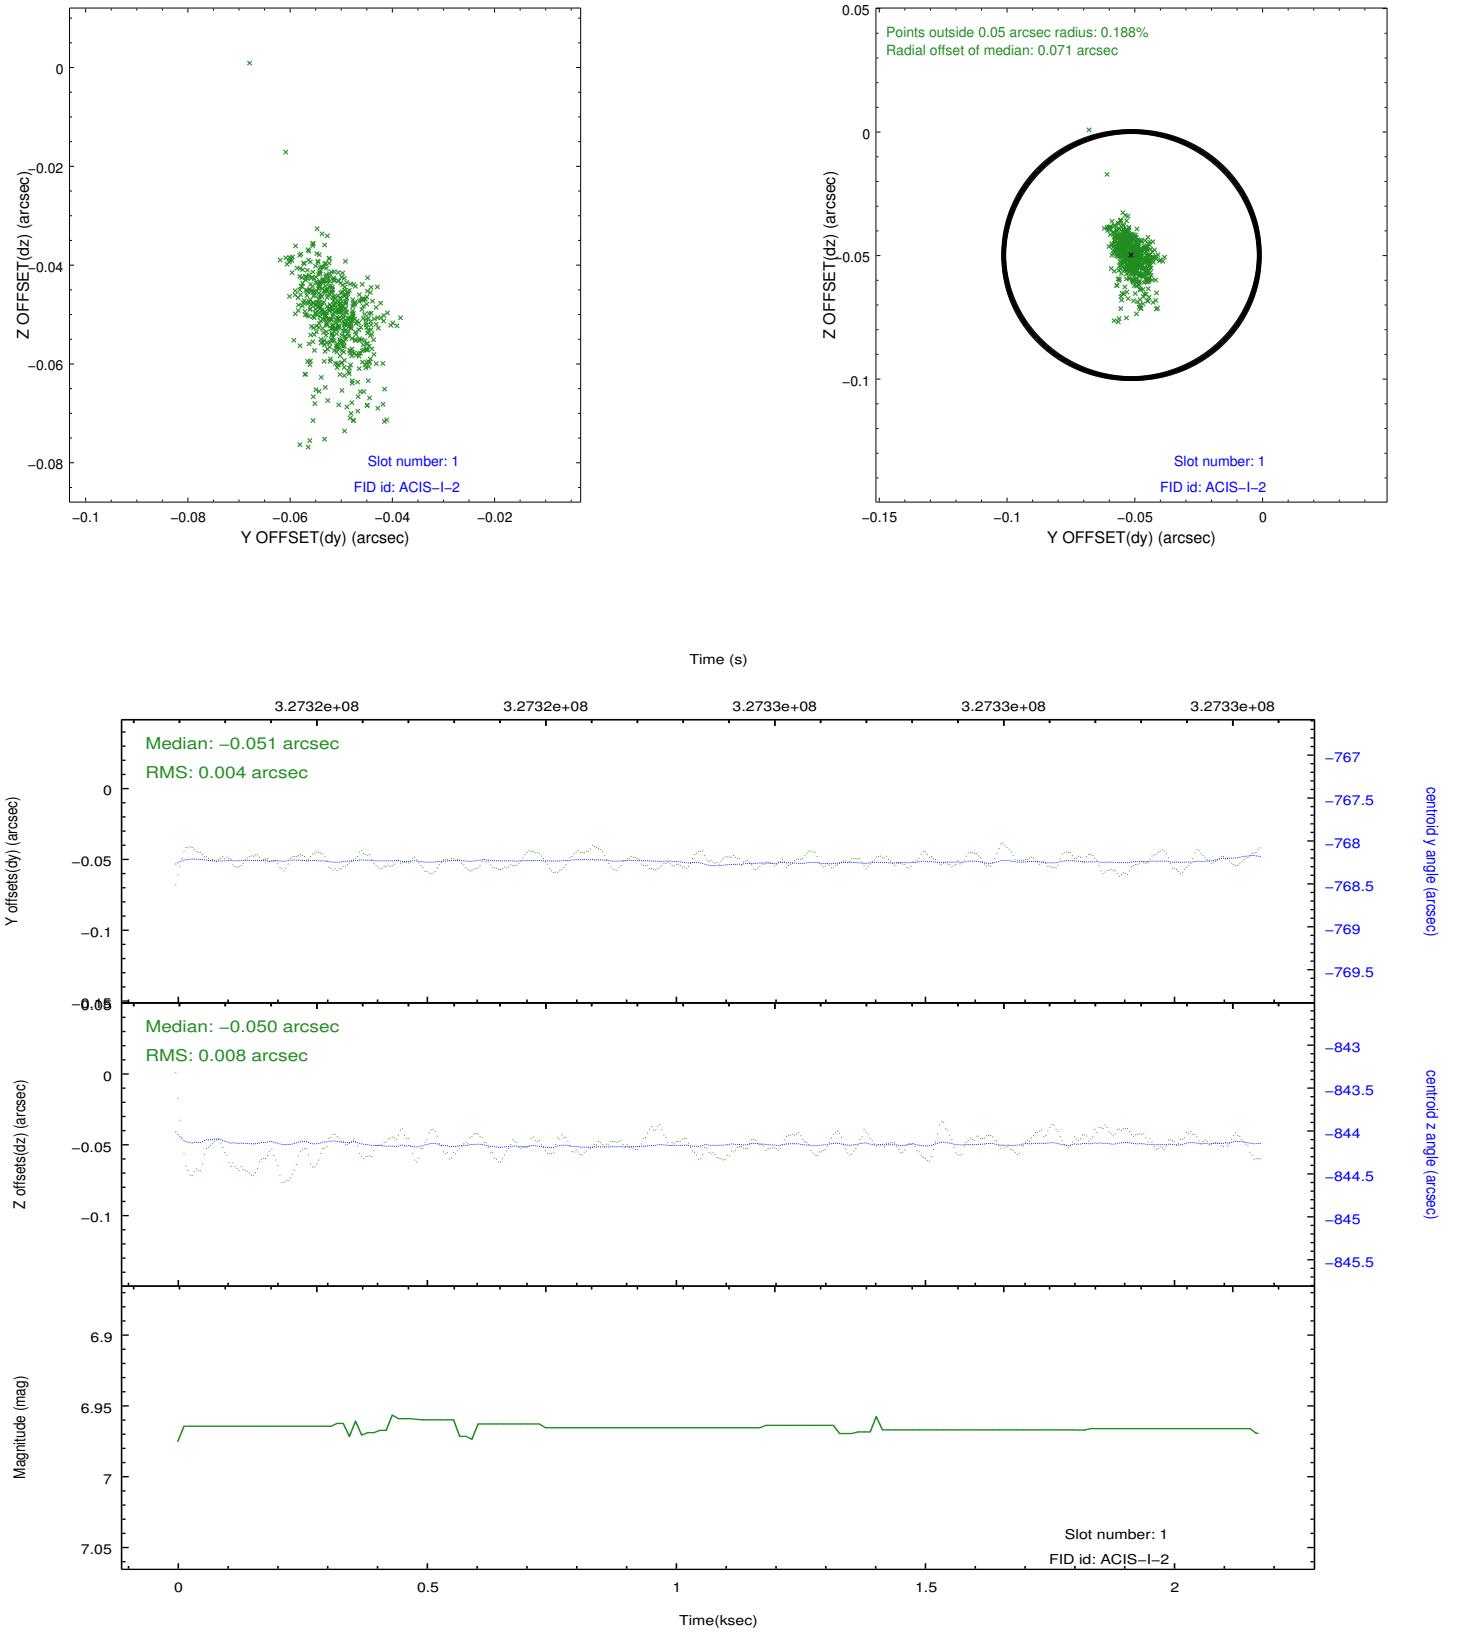 0
−0.02
−0.04
−0.06
−0.08
Z OFFSET(dz) (arcsec)
Slot number: 1
FID id: ACIS−I−2
−0.1
−0.08
−0.06
−0.04
−0.02
Y OFFSET(dy) (arcsec)
0.05
0
−0.05
−0.1
Z OFFSET(dz) (arcsec)
Points outside 0.05 arcsec radius: 0.188%
Radial offset of median: 0.071 arcsec
Slot number: 1
FID id: ACIS−I−2
−0.15
−0.1
−0.05
0
Y OFFSET(dy) (arcsec)
Time (s)
3.2732e+08
3.2732e+08
3.2733e+08
3.2733e+08
3.2733e+08
Median: −0.051 arcsec
RMS: 0.004 arcsec
0
−0.05
−0.1
−0.15
Y offsets(dy) (arcsec)
−767
−767.5
−768
−768.5
−769
−769.5
centroid y angle (arcsec)
0.05
Median: −0.050 arcsec
RMS: 0.008 arcsec
0
−0.05
−0.1
Z offsets(dz) (arcsec)
−843
−843.5
−844
−844.5
−845
−845.5
centroid z angle (arcsec)
6.9
6.95
7
7.05
Magnitude (mag)
Slot number: 1
FID id: ACIS−I−2
0
0.5
1
1.5
2
Time(ksec)